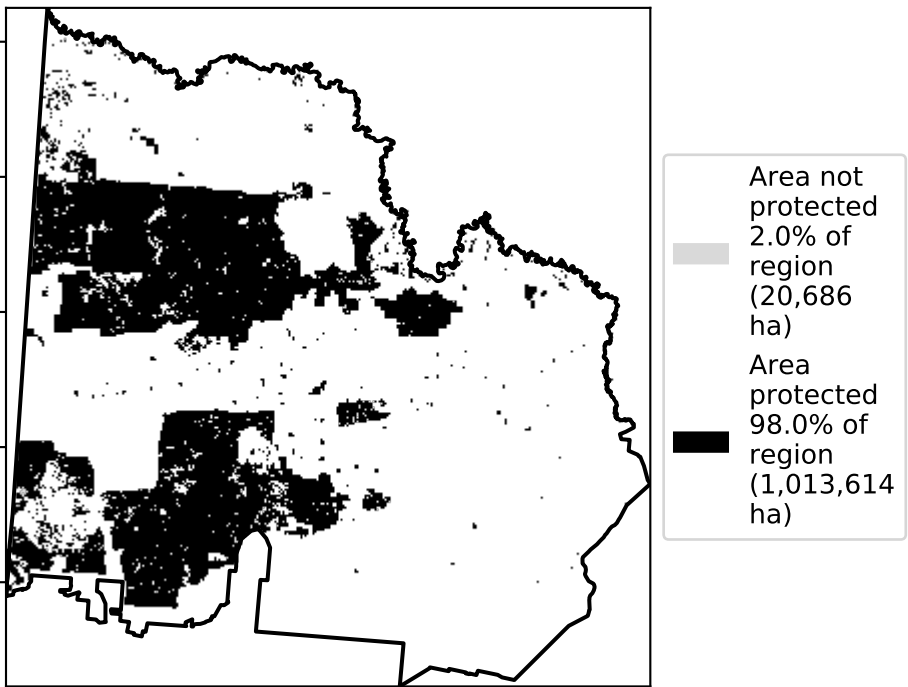 Area not
protected
2.0% of
region
(20,686
ha)
Area
protected
98.0% of
region
(1,013,614
ha)